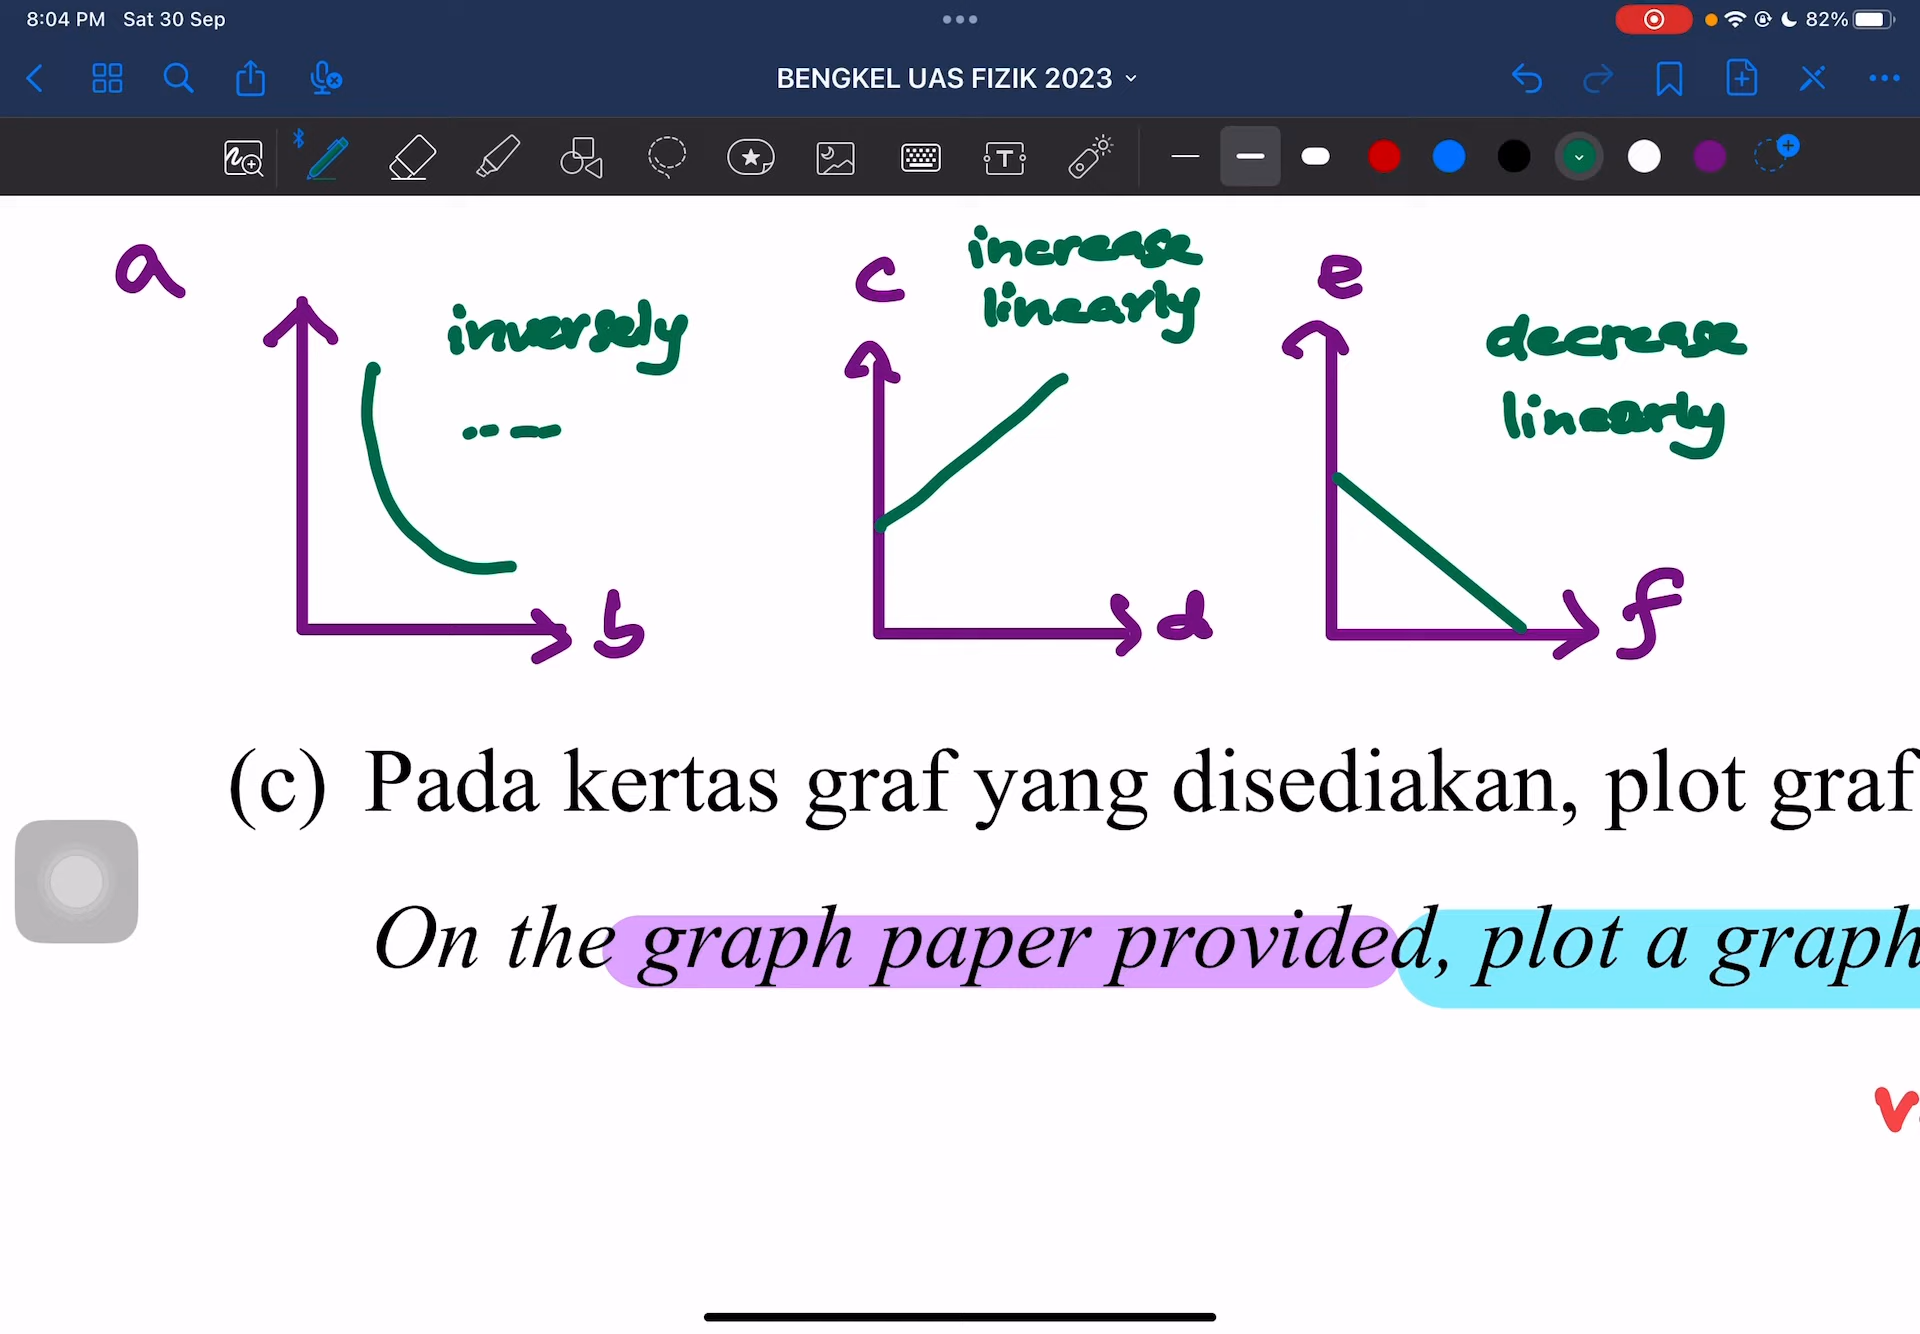 8:04 PM Sat 30 Sep
82%
BENGKEL UAS FIZIK 2023
a
inversely
b
c
increase
linearly
d
e
decrease
linearly
f
(c) Pada kertas graf yang disediakan, plot graf
On the graph paper provided, plot a graph